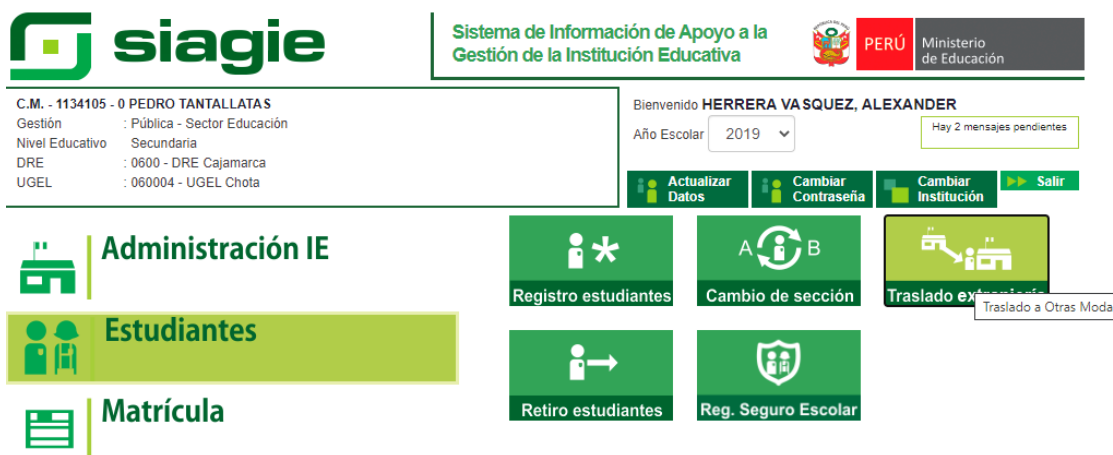 siagie
Sistema de Información de Apoyo a la
Gestión de la Institución Educativa
PERÚ
Ministerio
de Educación
C.M. - 1134105 - 0 PEDRO TANTALLATAS
Gestión : Pública - Sector Educación
Nivel Educativo Secundaria
DRE : 0600 - DRE Cajamarca
UGEL : 060004 - UGEL Chota
Bienvenido HERRERA VASQUEZ, ALEXANDER
Año Escolar 2019
Hay 2 mensajes pendientes
Actualizar
Datos
Cambiar
Contraseña
Cambiar
Institución
Salir
Administración IE
Estudiantes
Matrícula
Registro estudiantes
A B
Cambio de sección
Traslado extranjería
Traslado a Otras Moda
Retiro estudiantes
Reg. Seguro Escolar